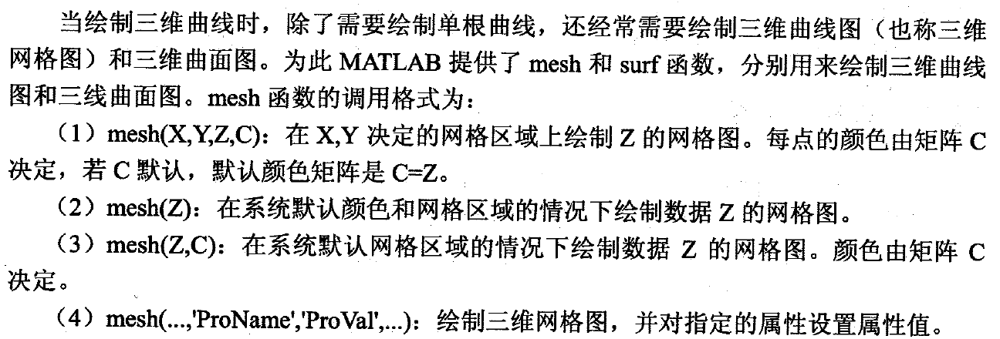 当绘制三维曲线时，除了需要绘制单根曲线，还经常需要绘制三维曲线图（也称三维
网格图）和三维曲面图。为此 MATLAB 提供了 mesh 和 surf 函数，分别用来绘制三维曲线
图和三线曲面图。mesh 函数的调用格式为：
（1）mesh(X,Y,Z,C)：在 X,Y 决定的网格区域上绘制 Z 的网格图。每点的颜色由矩阵 C
决定，若 C 默认，默认颜色矩阵是 C=Z。
（2）mesh(Z)：在系统默认颜色和网格区域的情况下绘制数据 Z 的网格图。
（3）mesh(Z,C)：在系统默认网格区域的情况下绘制数据 Z 的网格图。颜色由矩阵 C
决定。
（4）mesh(...,'ProName','ProVal',...)：绘制三维网格图，并对指定的属性设置属性值。